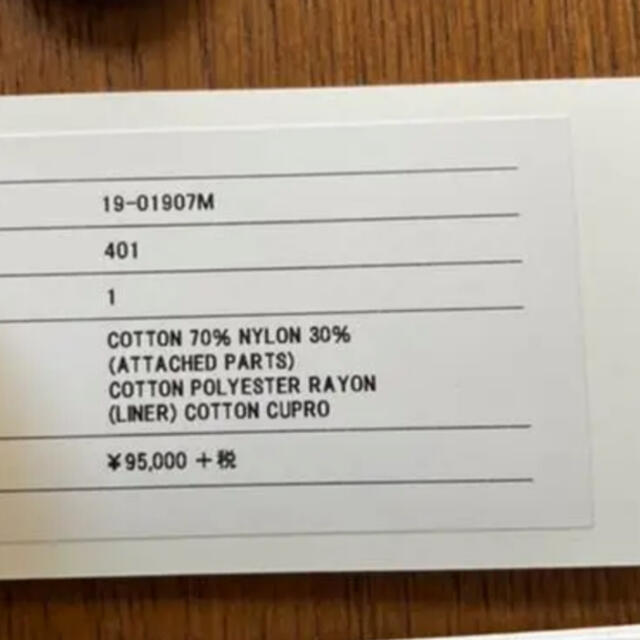 19-01907M
401
1
COTTON 70% NYLON 30%
(ATTACHED PARTS)
COTTON POLYESTER RAYON
(LINER) COTTON CUPRO
¥95,000 +税